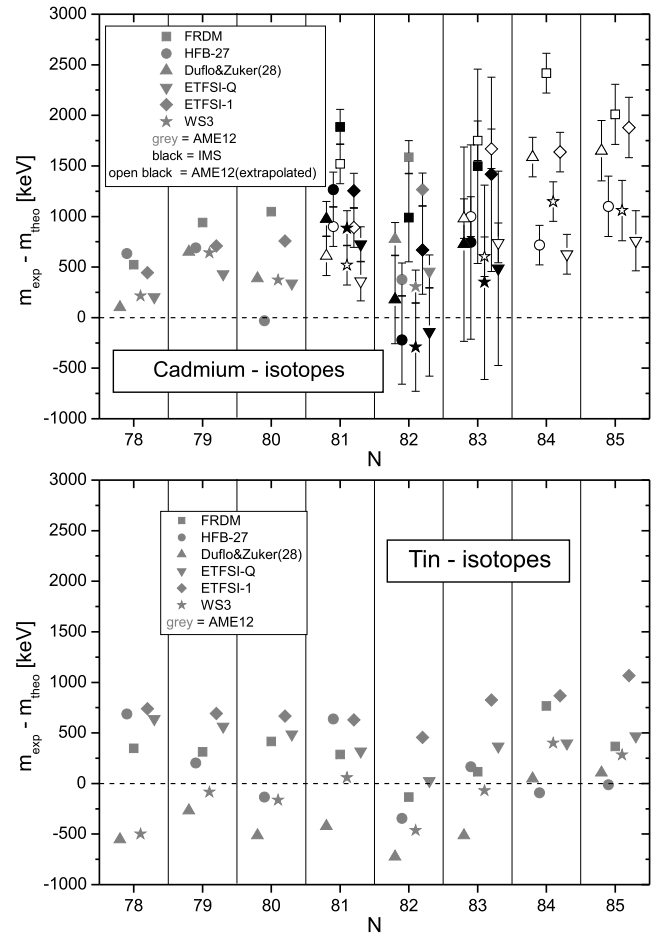 3000
2500
2000
1500
1000
500
0
-500
-1000
m_exp - m_theo [keV]
FRDM
HFB-27
Duflo&Zuker(28)
ETFSI-Q
ETFSI-1
WS3
grey = AME12
black = IMS
open black = AME12(extrapolated)
Cadmium - isotopes
78 79 80 81 82 83 84 85
N
3000
2500
2000
1500
1000
500
0
-500
-1000
m_exp - m_theo [keV]
FRDM
HFB-27
Duflo&Zuker(28)
ETFSI-Q
ETFSI-1
WS3
grey = AME12
Tin - isotopes
78 79 80 81 82 83 84 85
N